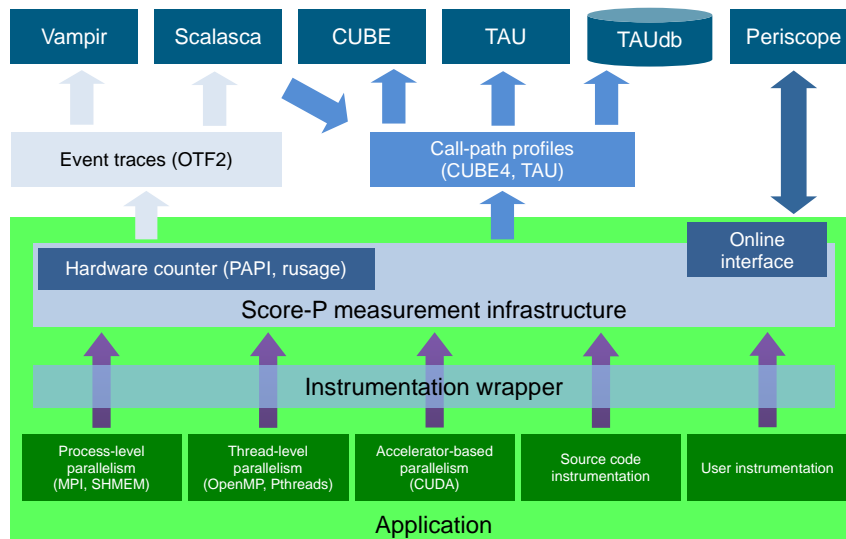 Vampir
Scalasca
CUBE
TAU
TAUdb
Periscope
Event traces (OTF2)
Call-path profiles
(CUBE4, TAU)
Online
interface
Hardware counter (PAPI, rusage)
Score-P measurement infrastructure
Instrumentation wrapper
Process-level
parallelism
(MPI, SHMEM)
Thread-level
parallelism
(OpenMP, Pthreads)
Accelerator-based
parallelism
(CUDA)
Source code
instrumentation
User instrumentation
Application